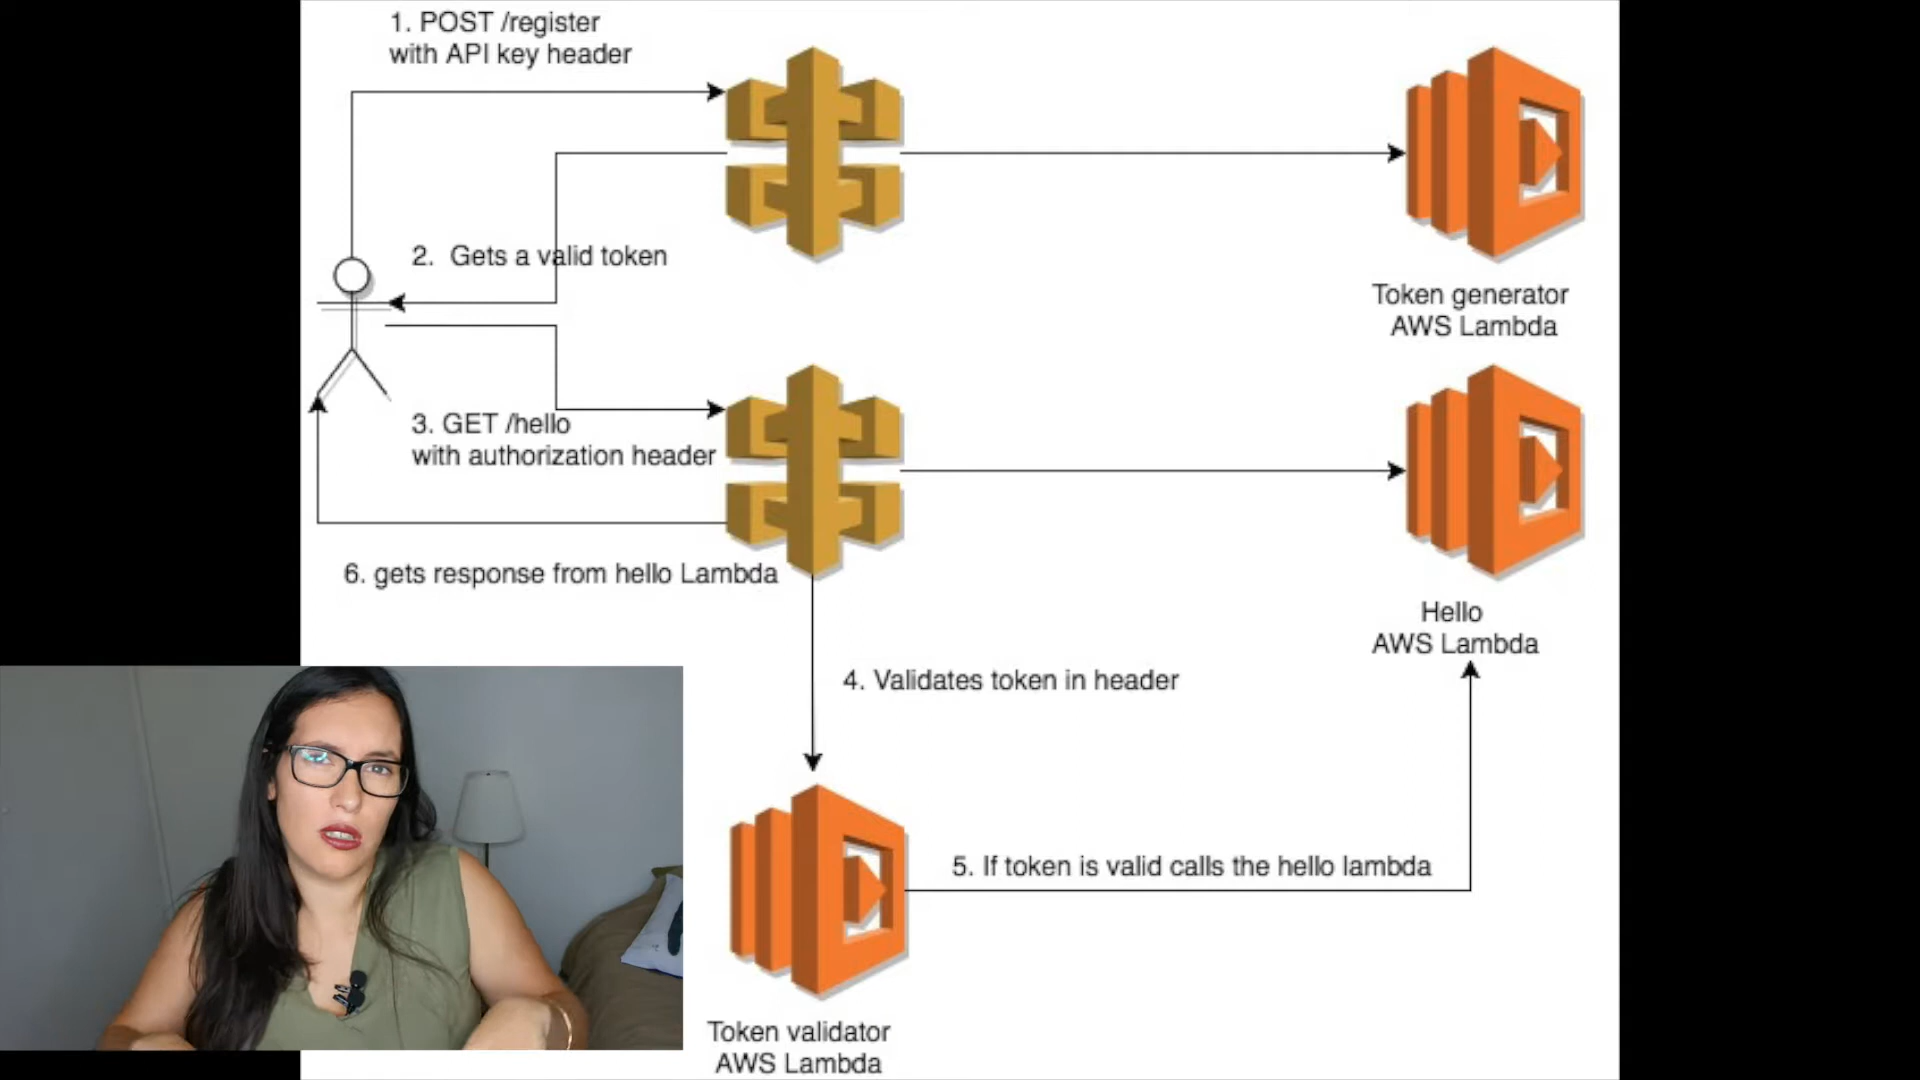 1. POST /register
with API key header
2. Gets a valid token
Token generator
AWS Lambda
3. GET /hello
with authorization header
6. gets response from hello Lambda
Hello
AWS Lambda
4. Validates token in header
5. If token is valid calls the hello lambda
Token validator
AWS Lambda